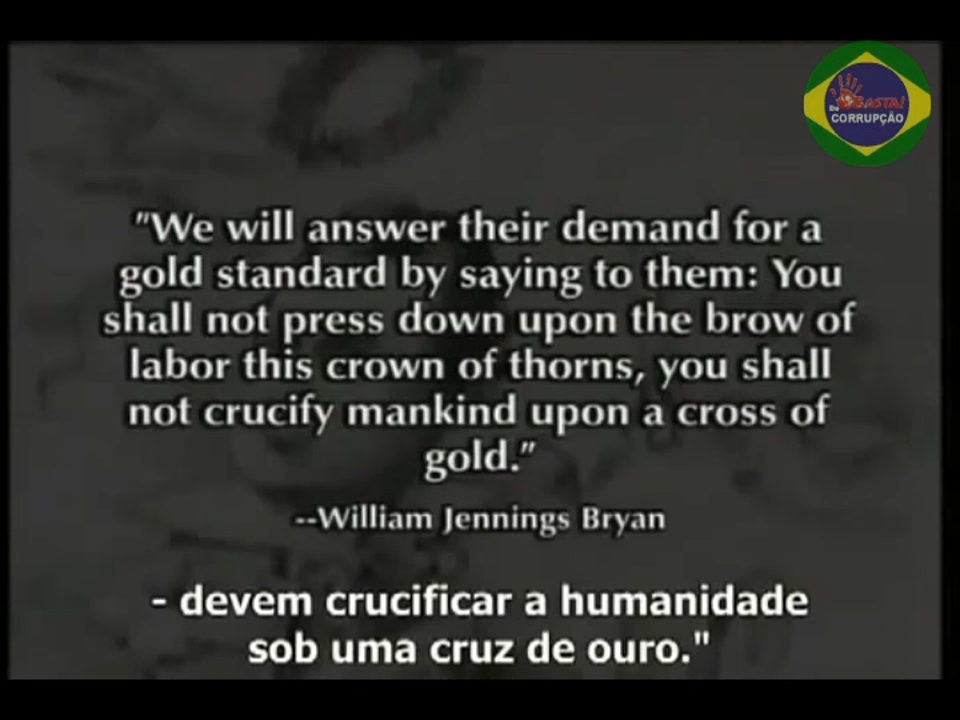 De BASTA!
CORRUPÇÃO
"We will answer their demand for a
gold standard by saying to them: You
shall not press down upon the brow of
labor this crown of thorns, you shall
not crucify mankind upon a cross of
gold."
--William Jennings Bryan
- devem crucificar a humanidade
sob uma cruz de ouro."